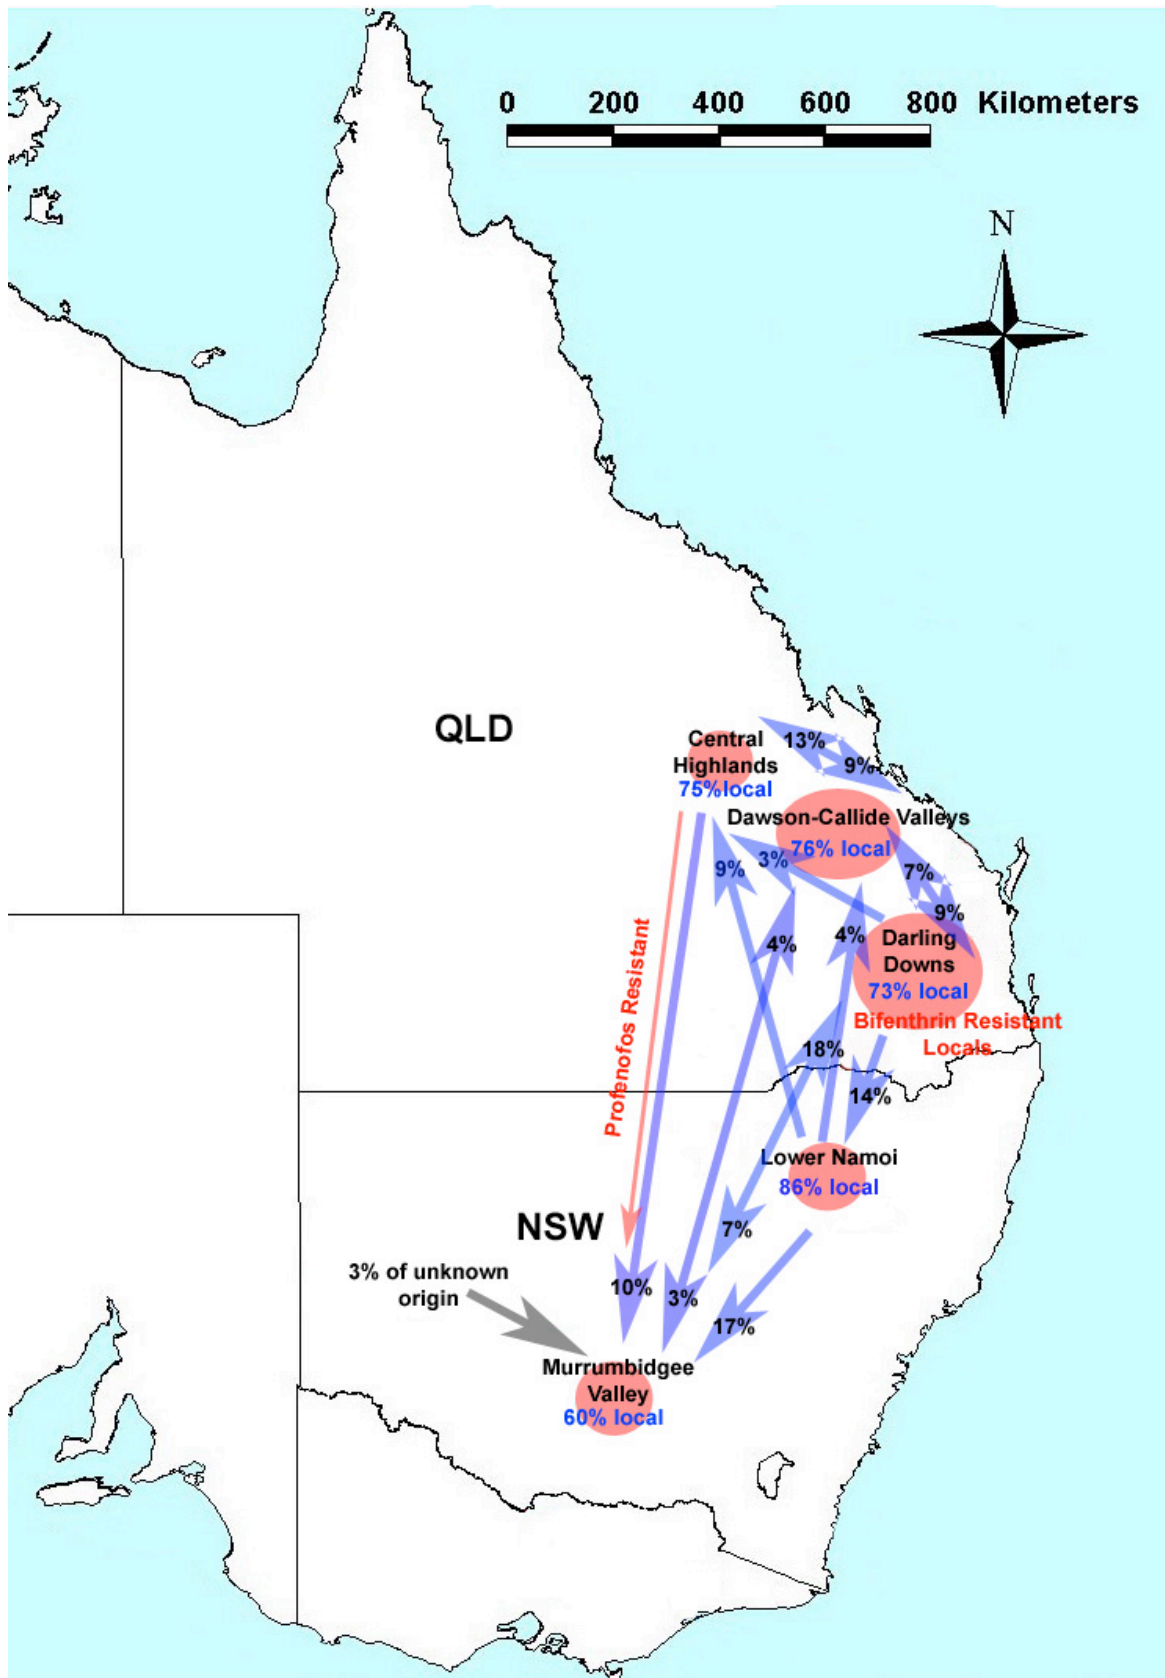 0 200 400 600 800 Kilometers
N
QLD
Central
Highlands
75%local
13%
9%
Dawson-Callide Valleys
76% local
3%
9%
7%
9%
4%
4%
Darling
Downs
73% local
Bifenthrin Resistant
Locals
Profenofos Resistant
18%
14%
Lower Namoi
86% local
NSW
7%
3% of unknown
origin
10%
3%
17%
Murrumbidgee
Valley
60% local